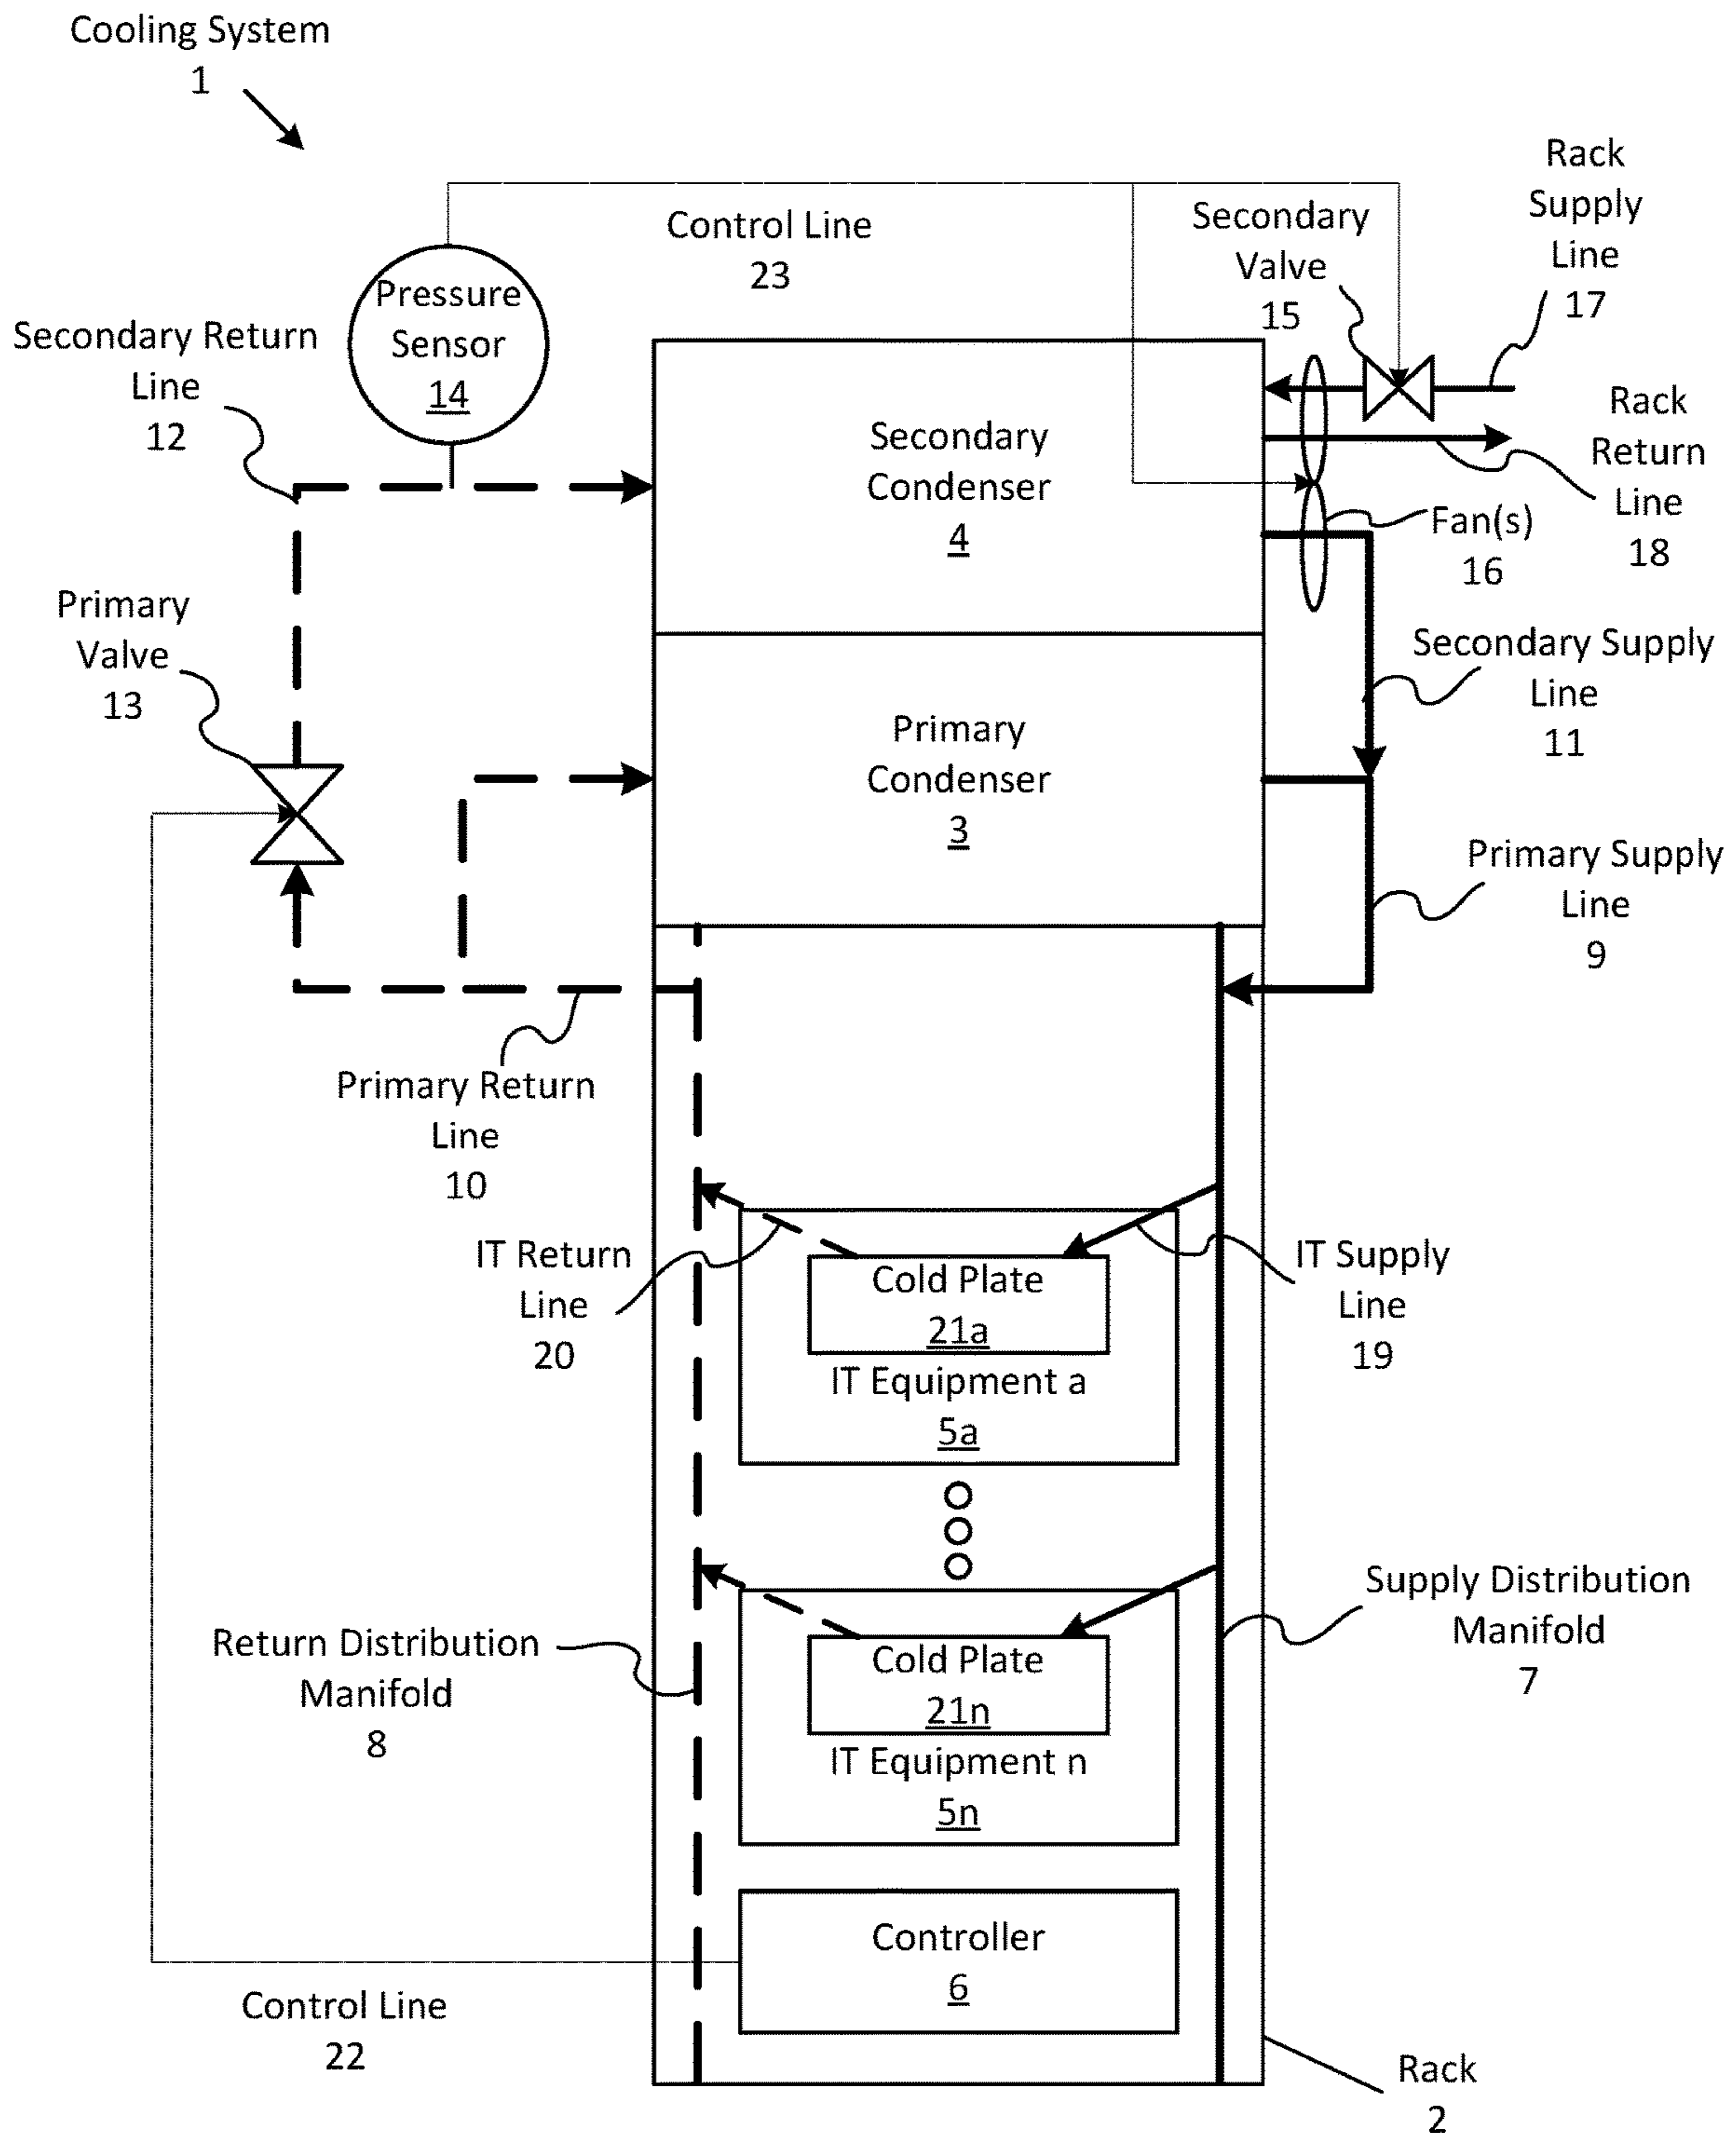 Cooling System
1
Rack
Supply
Line
17
Control Line
23
Secondary
Valve
15
Pressure
Sensor
14
Secondary Return
Line
12
Rack
Return
Line
18
Secondary
Condenser
4
Fan(s)
16
Primary
Valve
13
Secondary Supply
Line
11
Primary
Condenser
3
Primary Supply
Line
9
Primary Return
Line
10
IT Return
Line
20
Cold Plate
21a
IT Equipment a
5a
IT Supply
Line
19
Supply Distribution
Manifold
7
Return Distribution
Manifold
8
Cold Plate
21n
IT Equipment n
5n
Controller
6
Control Line
22
Rack
2